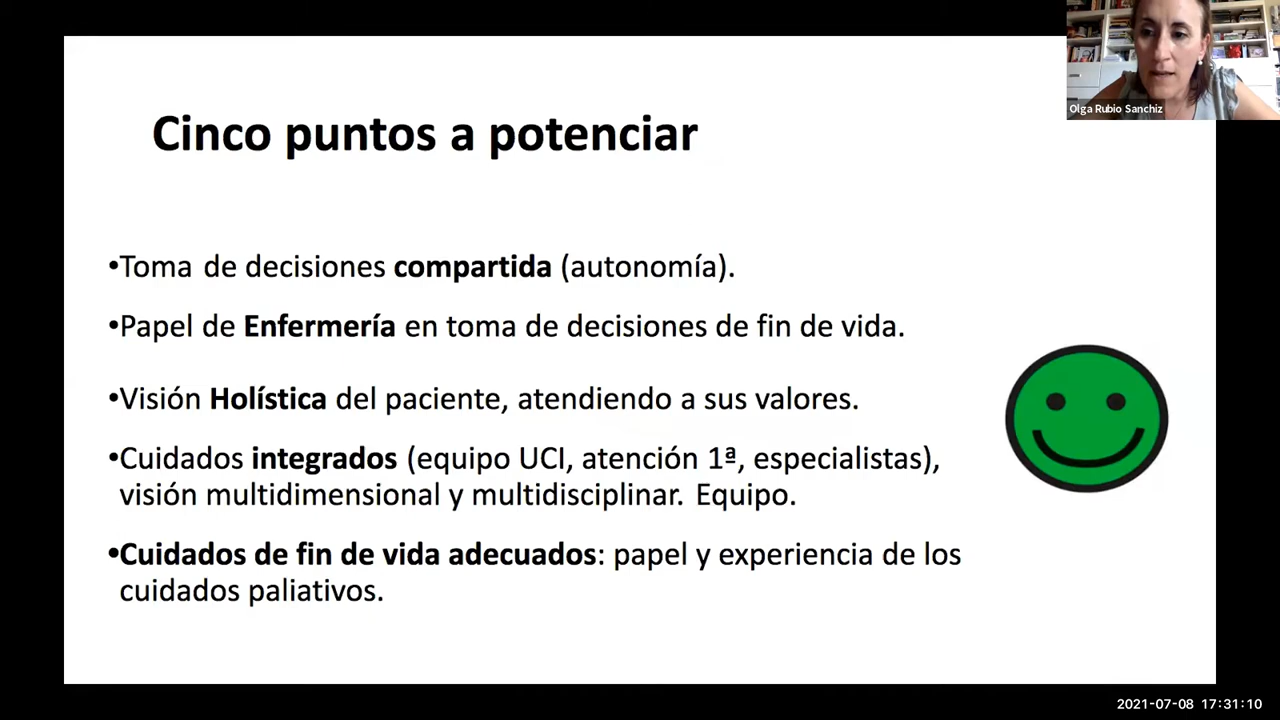 Olga Rubio Sanchiz
Cinco puntos a potenciar
•Toma de decisiones compartida (autonomía).
•Papel de Enfermería en toma de decisiones de fin de vida.
•Visión Holística del paciente, atendiendo a sus valores.
•Cuidados integrados (equipo UCI, atención 1ª, especialistas),
visión multidimensional y multidisciplinar. Equipo.
•Cuidados de fin de vida adecuados: papel y experiencia de los
cuidados paliativos.
2021-07-08 17:31:10